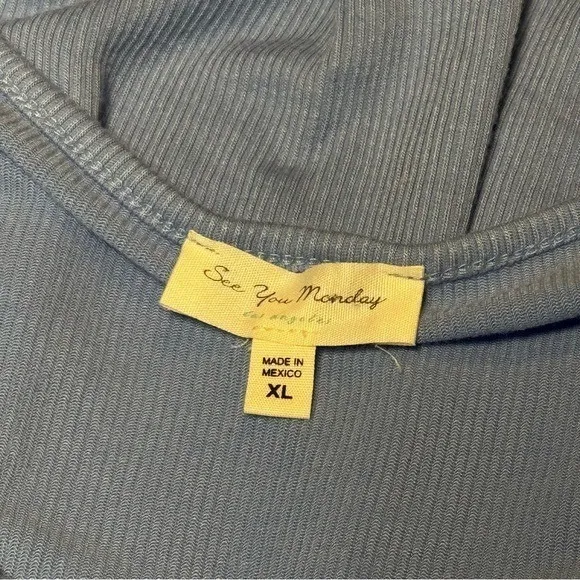 See You Monday
Los Angeles
MADE IN
MEXICO
XL